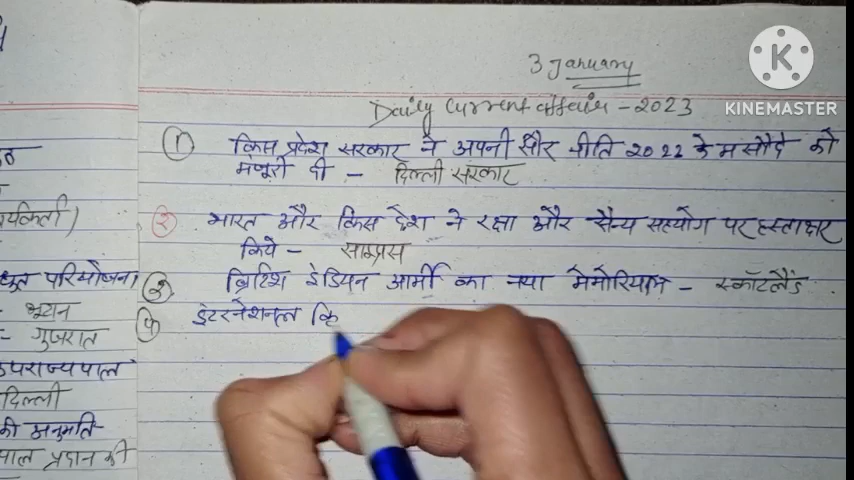 3 January
Daily Current affair - 2023
KINEMASTER
① किस प्रदेश सरकार ने अपनी सौर नीति 2022 के मसौदे को
मंजूरी दी - दिल्ली सरकार
② भारत और किस देश ने रक्षा और सैन्य सहयोग पर हस्ताक्षर
किये - साइप्रस
③ ब्रिटिश इंडियन आर्मी का नया मेमोरियल - स्कॉटलैंड
④ इंटरनेशनल कि
परियोजना
- भूटान
- गुजरात
उपराज्यपाल
दिल्ली
की अनुमति
पाल प्रदान की